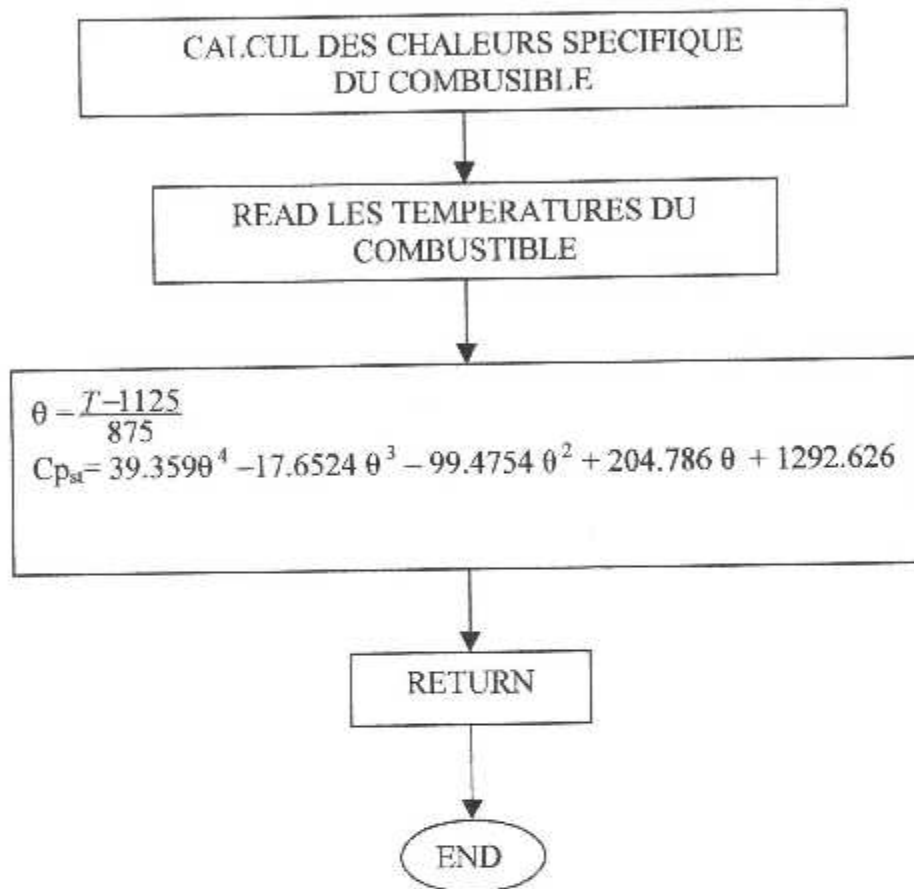 CALCUL DES CHALEURS SPECIFIQUE
DU COMBUSIBLE
READ LES TEMPERATURES DU
COMBUSTIBLE
θ = T–1125
875
Cpst= 39.359θ⁴ –17.6524 θ³ – 99.4754 θ² + 204.786 θ + 1292.626
RETURN
END